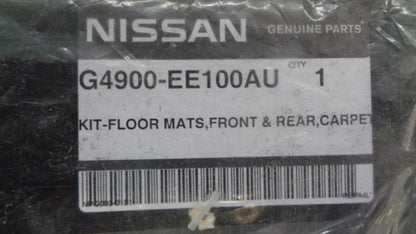 NISSAN GENUINE PARTS
G4900-EE100AU QTY 1
KIT-FLOOR MATS,FRONT & REAR,CARPET